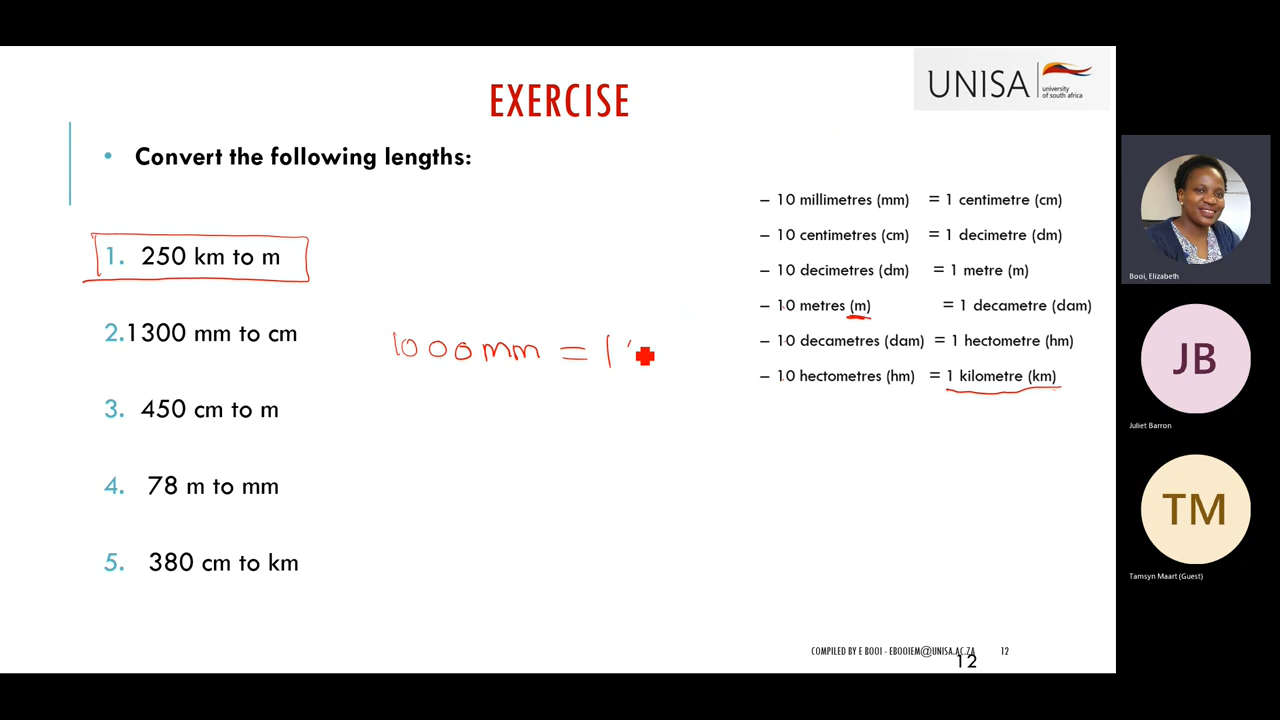 UNISA
university
of south africa
EXERCISE
• Convert the following lengths:
1. 250 km to m
2.1300 mm to cm
3. 450 cm to m
4. 78 m to mm
5. 380 cm to km
1000mm = 1
– 10 millimetres (mm) = 1 centimetre (cm)
– 10 centimetres (cm) = 1 decimetre (dm)
– 10 decimetres (dm) = 1 metre (m)
– 10 metres (m) = 1 decametre (dam)
– 10 decametres (dam) = 1 hectometre (hm)
– 10 hectometres (hm) = 1 kilometre (km)
COMPILED BY E BOOI - EBOOIEM@UNISA.AC.ZA 12
12
Booi, Elizabeth
JB
Juliet Barron
TM
Tamsyn Maart (Guest)